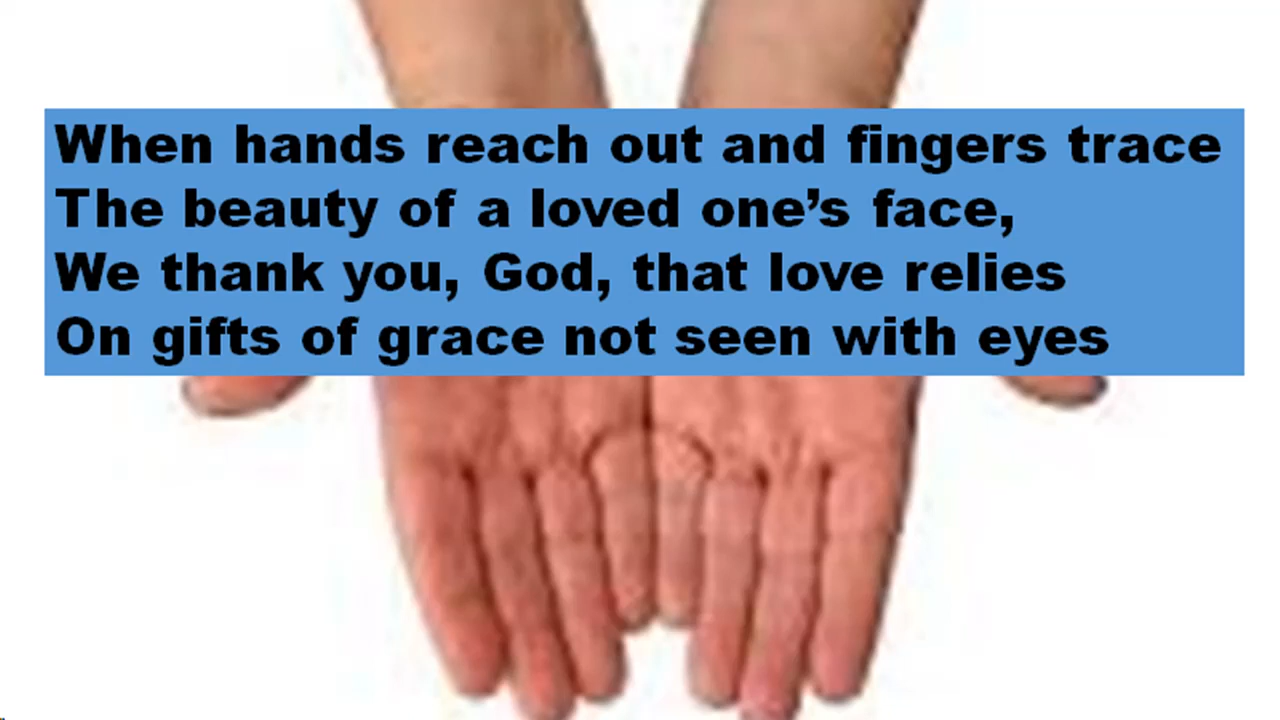 When hands reach out and fingers trace
The beauty of a loved one’s face,
We thank you, God, that love relies
On gifts of grace not seen with eyes